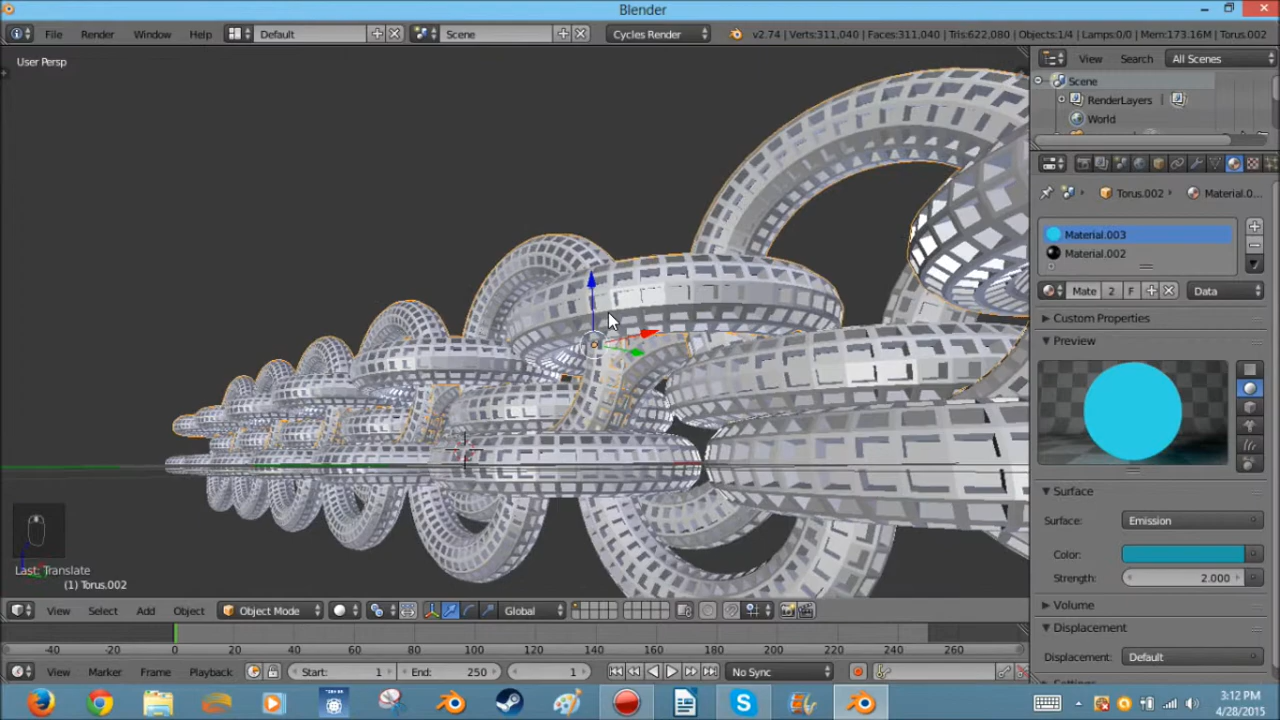 Blender
File Render Window Help Default Scene Cycles Render v2.74 | Verts:311,040 | Faces:311,040 | Tris:622,080 | Objects:1/4 | Lamps:0/0 | Mem:173.16M | Torus.002
User Persp
View Search All Scenes
Scene
RenderLayers
World
Torus.002 Material.0...
Material.003
Material.002
Mate 2 F Data
Custom Properties
Preview
Surface
Surface: Emission
Color:
Strength: 2.000
Volume
Displacement
Displacement: Default
Last: Translate
(1) Torus.002
View Select Add Object Object Mode Global
-40 -20 0 20 40 60 80 100 120 140 160 180 200 220 240 260
View Marker Frame Playback Start: 1 End: 250 1 No Sync
3:12 PM
4/28/2015